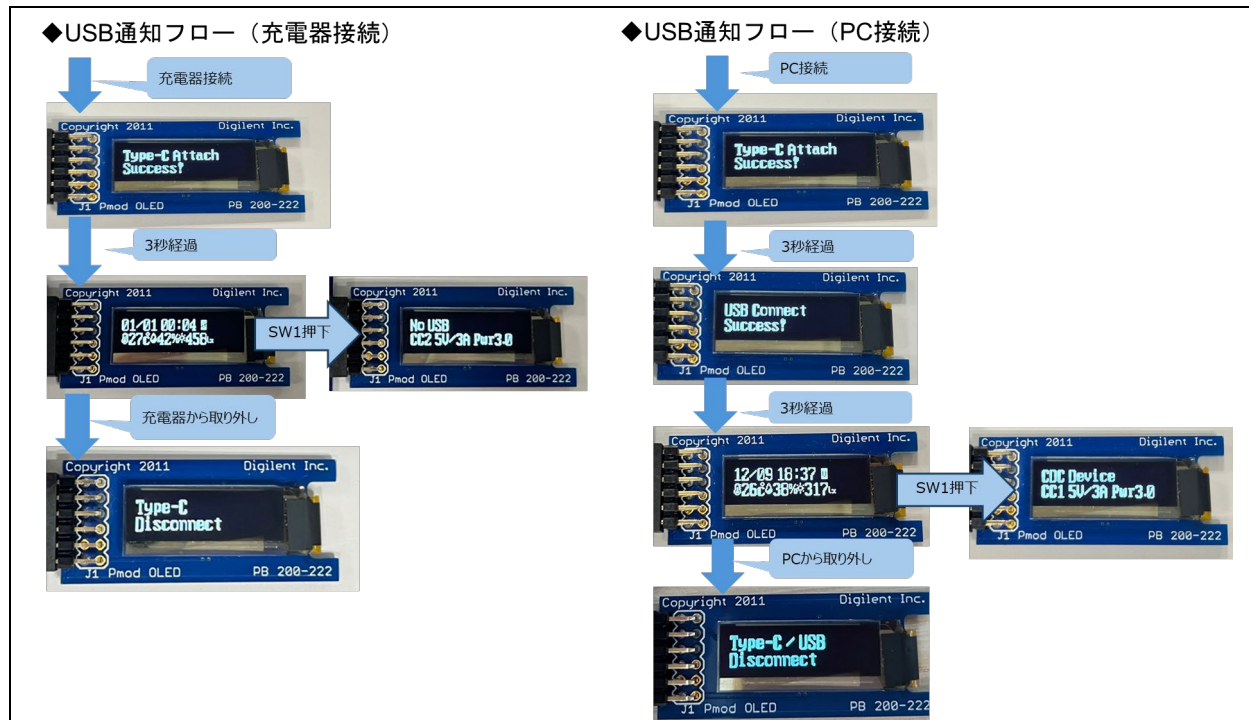 ◆USB通知フロー（充電器接続）
充電器接続
Copyright 2011 Digilent Inc.
Type-C Attach
Success!
J1 Pmod OLED PB 200-222
3秒経過
Copyright 2011 Digilent Inc.
01/01 00:04
27℃ 42% 458lx
J1 Pmod OLED PB 200-222
SW1押下
Copyright 2011 Digilent Inc.
No USB
CC2 5V/3A Pwr3.0
J1 Pmod OLED PB 200-222
充電器から取り外し
Copyright 2011 Digilent Inc.
Type-C
Disconnect
J1 Pmod OLED PB 200-222
◆USB通知フロー（PC接続）
PC接続
Copyright 2011 Digilent Inc.
Type-C Attach
Success!
J1 Pmod OLED PB 200-222
3秒経過
Copyright 2011 Digilent Inc.
USB Connect
Success!
J1 Pmod OLED PB 200-222
3秒経過
Copyright 2011 Digilent Inc.
12/09 18:37
26℃ 38% 317lx
J1 Pmod OLED PB 200-222
SW1押下
Copyright 2011 Digilent Inc.
CDC Device
CC1 5V/3A Pwr3.0
J1 Pmod OLED PB 200-222
PCから取り外し
Copyright 2011 Digilent Inc.
Type-C / USB
Disconnect
J1 Pmod OLED PB 200-222